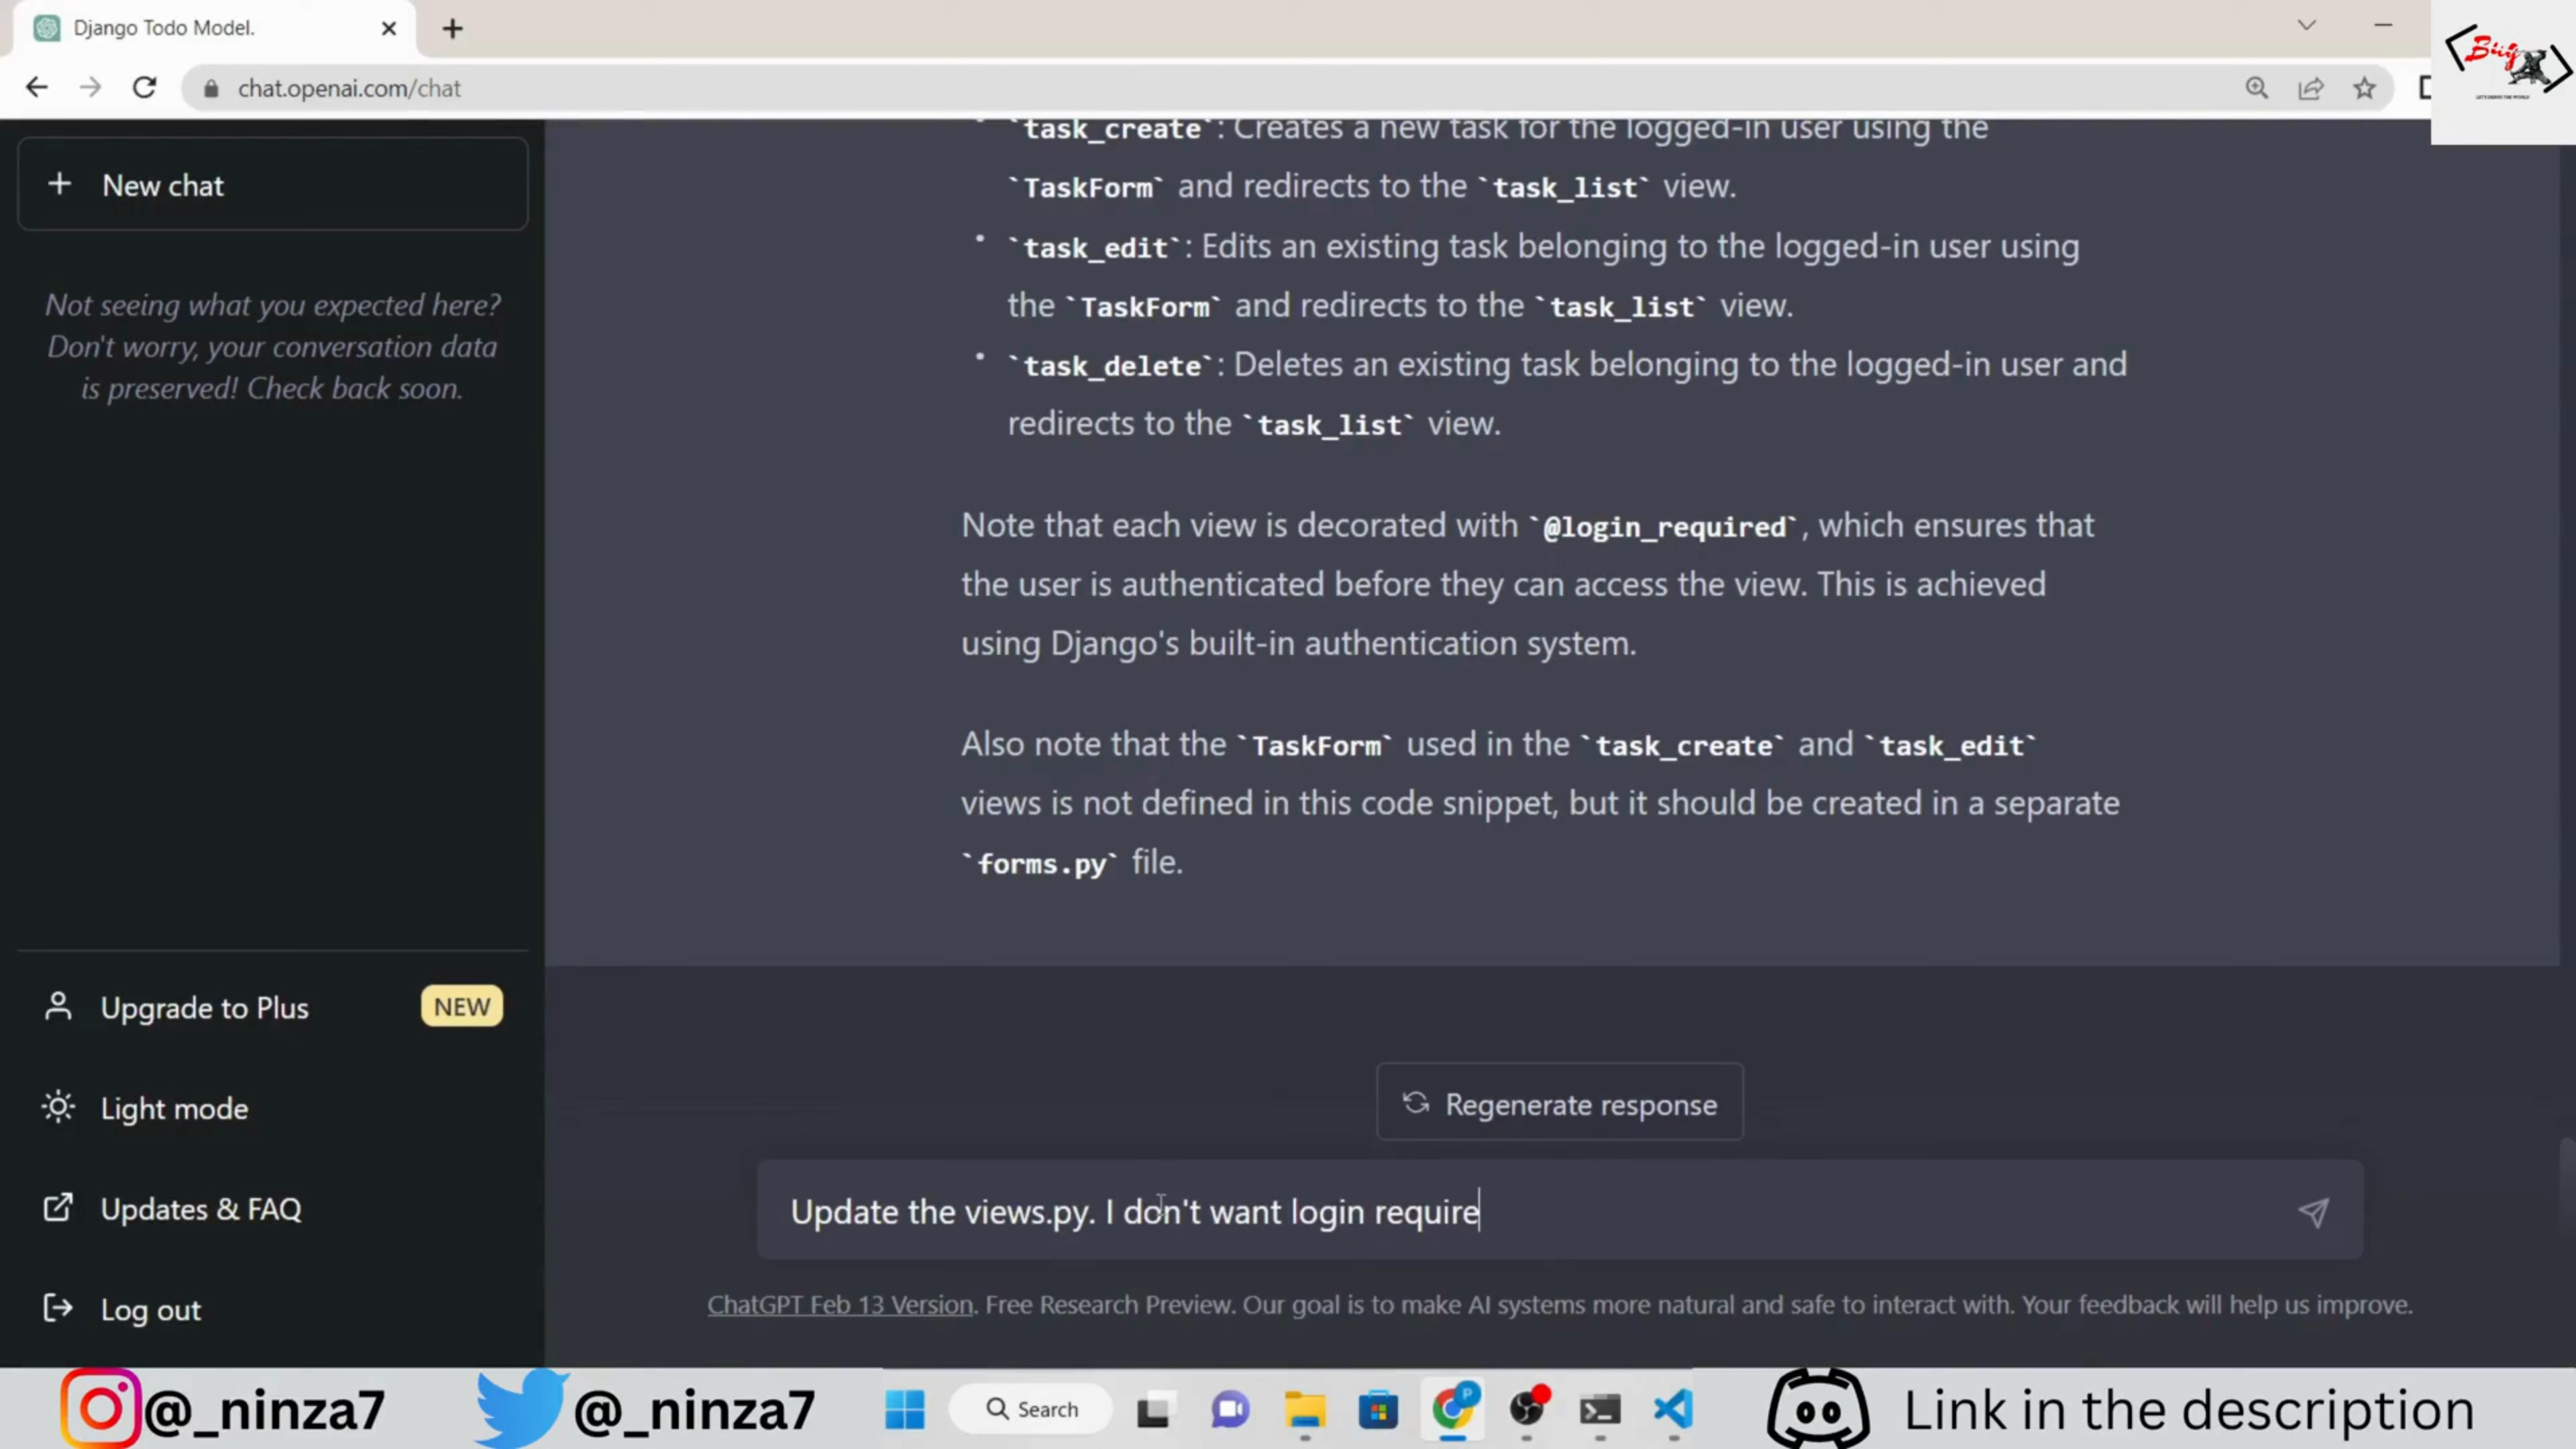 Django Todo Model.
chat.openai.com/chat
Bug
LET'S SERVE THE WORLD
New chat
Not seeing what you expected here?
Don't worry, your conversation data
is preserved! Check back soon.
Upgrade to Plus NEW
Light mode
Updates & FAQ
Log out
`task_create`: Creates a new task for the logged-in user using the
`TaskForm` and redirects to the `task_list` view.
`task_edit`: Edits an existing task belonging to the logged-in user using
the `TaskForm` and redirects to the `task_list` view.
`task_delete`: Deletes an existing task belonging to the logged-in user and
redirects to the `task_list` view.
Note that each view is decorated with `@login_required`, which ensures that
the user is authenticated before they can access the view. This is achieved
using Django's built-in authentication system.
Also note that the `TaskForm` used in the `task_create` and `task_edit`
views is not defined in this code snippet, but it should be created in a separate
`forms.py` file.
Regenerate response
Update the views.py. I don't want login require
ChatGPT Feb 13 Version. Free Research Preview. Our goal is to make AI systems more natural and safe to interact with. Your feedback will help us improve.
@_ninza7 @_ninza7 Search P Link in the description